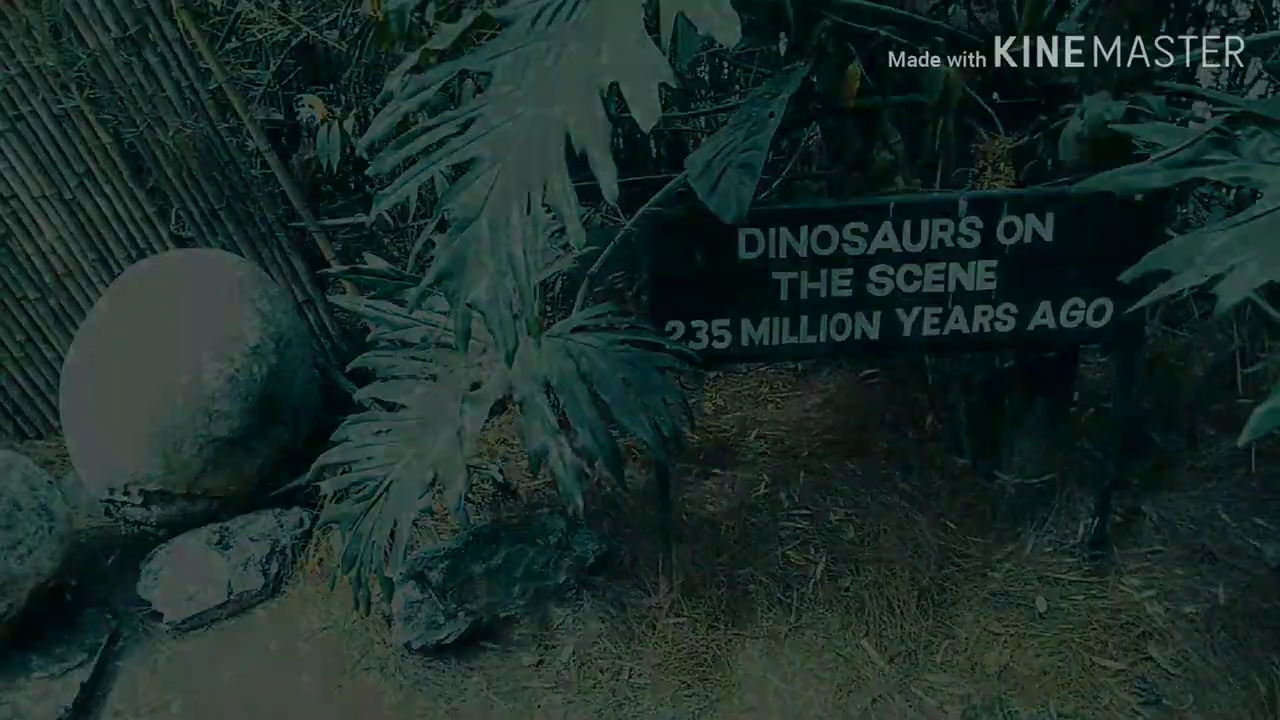 Made with KINEMASTER
DINOSAURS ON
THE SCENE
235 MILLION YEARS AGO